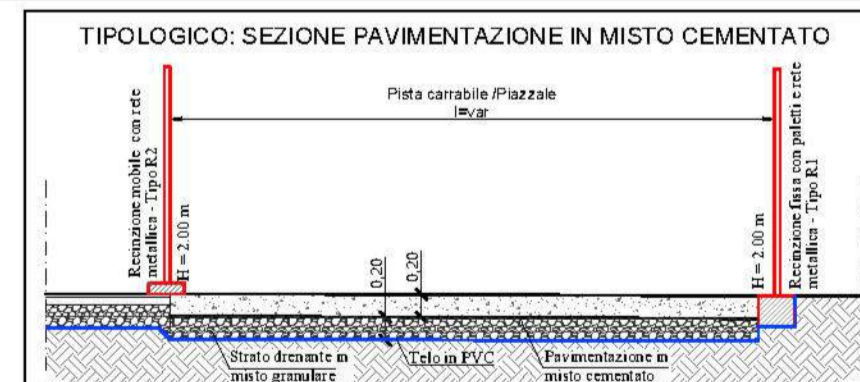 TIPOLOGICO: SEZIONE PAVIMENTAZIONE IN MISTO CEMENTATO
Pista carrabile /Piazzale
l=var
Recinzione mobile con rete
metallica - Tipo R2
H = 2.00 m
0,20
0,20
H = 2.00 m
Recinzione fissa con paletti e rete
metallica - Tipo R1
Strato drenante in
misto granulare
Telo in PVC
Pavimentazione in
misto cementato